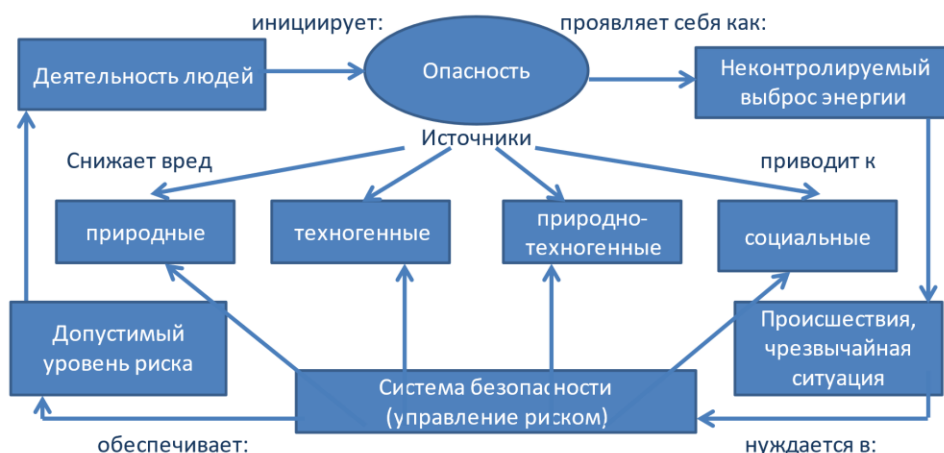 инициирует:
проявляет себя как:
Деятельность людей
Опасность
Неконтролируемый
выброс энергии
Источники
Снижает вред
приводит к
природные
техногенные
природно-
техногенные
социальные
Допустимый
уровень риска
Происшествия,
чрезвычайная
ситуация
Система безопасности
(управление риском)
обеспечивает:
нуждается в: